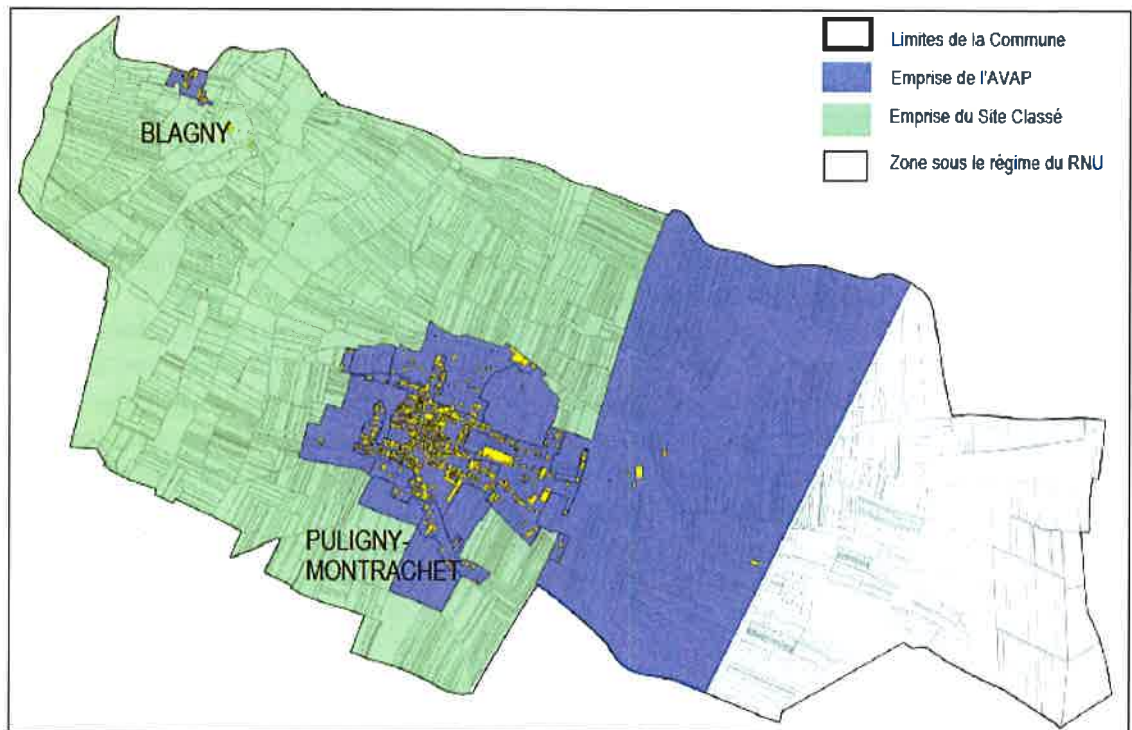 Limites de la Commune
Emprise de l'AVAP
Emprise du Site Classé
Zone sous le régime du RNU
BLAGNY
PULIGNY-
MONTRACHET